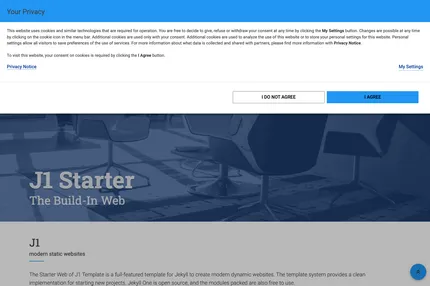 Your Privacy
This website uses cookies and similar technologies that are required for operation. You are free to decide to give, refuse or withdraw your consent at any time by clicking the My Settings button. Changes are possible at any time
by clicking on the cookie icon in the menu bar. Additional cookies are used only with your consent. Additional cookies are used to analyse the use of this website or to store your personal settings for this website. Personal
settings allow all visitors to save preferences of the use of services. For more information about what data is collected and shared with partners, please find more information with Privacy Notice.
To visit this website, your consent on cookies is required by clicking the I Agree button.
Privacy Notice
My Settings
I DO NOT AGREE
I AGREE
J1 Starter
The Build-In Web
J1
modern static websites
The Starter Web of J1 Template is a full-featured template for Jekyll to create modern dynamic websites. The template system provides a clean
implementation for starting new projects. Jekyll One is open source, and the modules packed are also free to use.